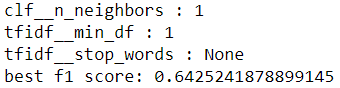 clf__n_neighbors : 1
tfidf__min_df : 1
tfidf__stop_words : None
best f1 score: 0.6425241878899145